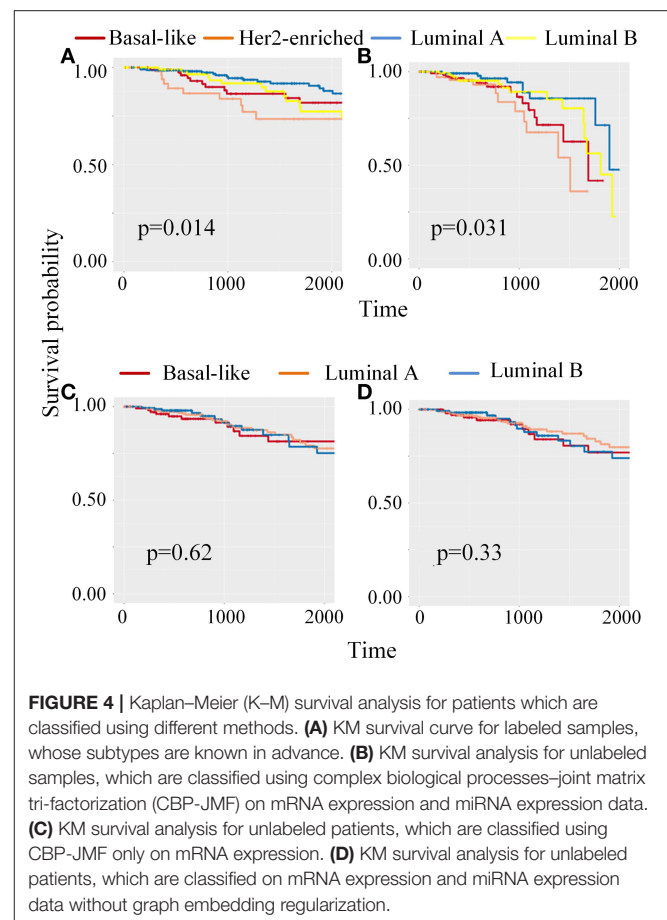 Basal-like Her2-enriched Luminal A Luminal B
A
B
1.00
0.50
0.00
p=0.014
0 1000 2000
1.00
0.50
0.00
p=0.031
0 1000 2000
Time
Survival probability
Basal-like Luminal A Luminal B
C
D
1.00
0.50
0.00
p=0.62
0 1000 2000
1.00
0.50
0.00
p=0.33
0 1000 2000
Time
FIGURE 4 | Kaplan–Meier (K–M) survival analysis for patients which are
classified using different methods. (A) KM survival curve for labeled samples,
whose subtypes are known in advance. (B) KM survival analysis for unlabeled
samples, which are classified using complex biological processes–joint matrix
tri-factorization (CBP-JMF) on mRNA expression and miRNA expression data.
(C) KM survival analysis for unlabeled patients, which are classified using
CBP-JMF only on mRNA expression. (D) KM survival analysis for unlabeled
patients, which are classified on mRNA expression and miRNA expression
data without graph embedding regularization.